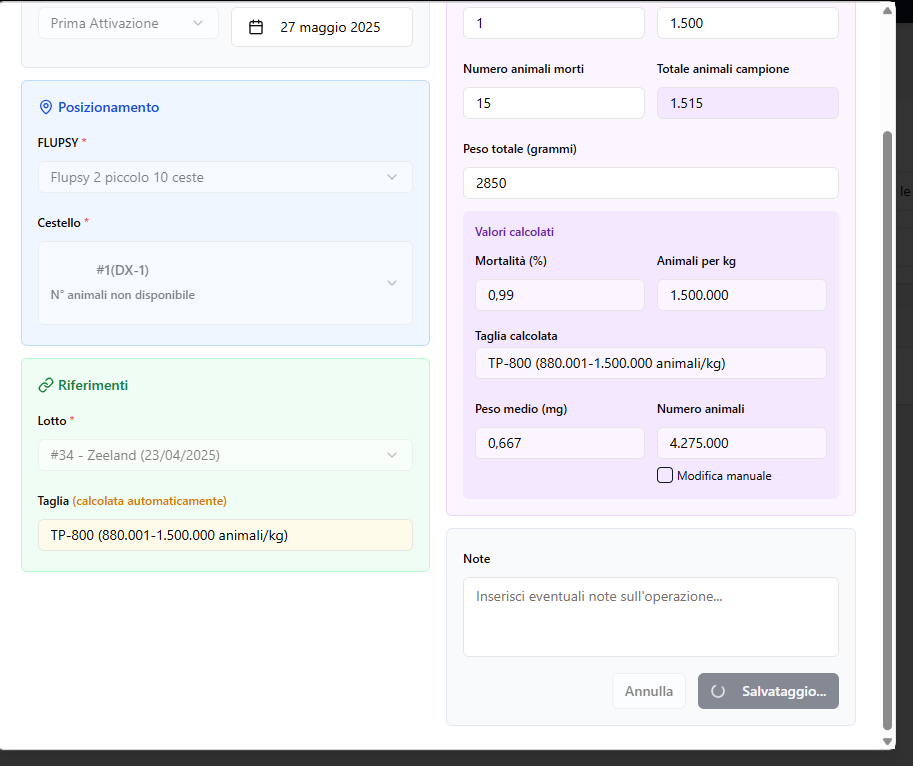 Prima Attivazione
27 maggio 2025
Posizionamento
FLUPSY *
Flupsy 2 piccolo 10 ceste
Cestello *
#1(DX-1)
N° animali non disponibile
Riferimenti
Lotto *
#34 - Zeeland (23/04/2025)
Taglia (calcolata automaticamente)
TP-800 (880.001-1.500.000 animali/kg)
1
1.500
Numero animali morti
Totale animali campione
15
1.515
Peso totale (grammi)
2850
Valori calcolati
Mortalità (%)
Animali per kg
0,99
1.500.000
Taglia calcolata
TP-800 (880.001-1.500.000 animali/kg)
Peso medio (mg)
Numero animali
0,667
4.275.000
Modifica manuale
Note
Inserisci eventuali note sull'operazione...
Annulla
Salvataggio...
le